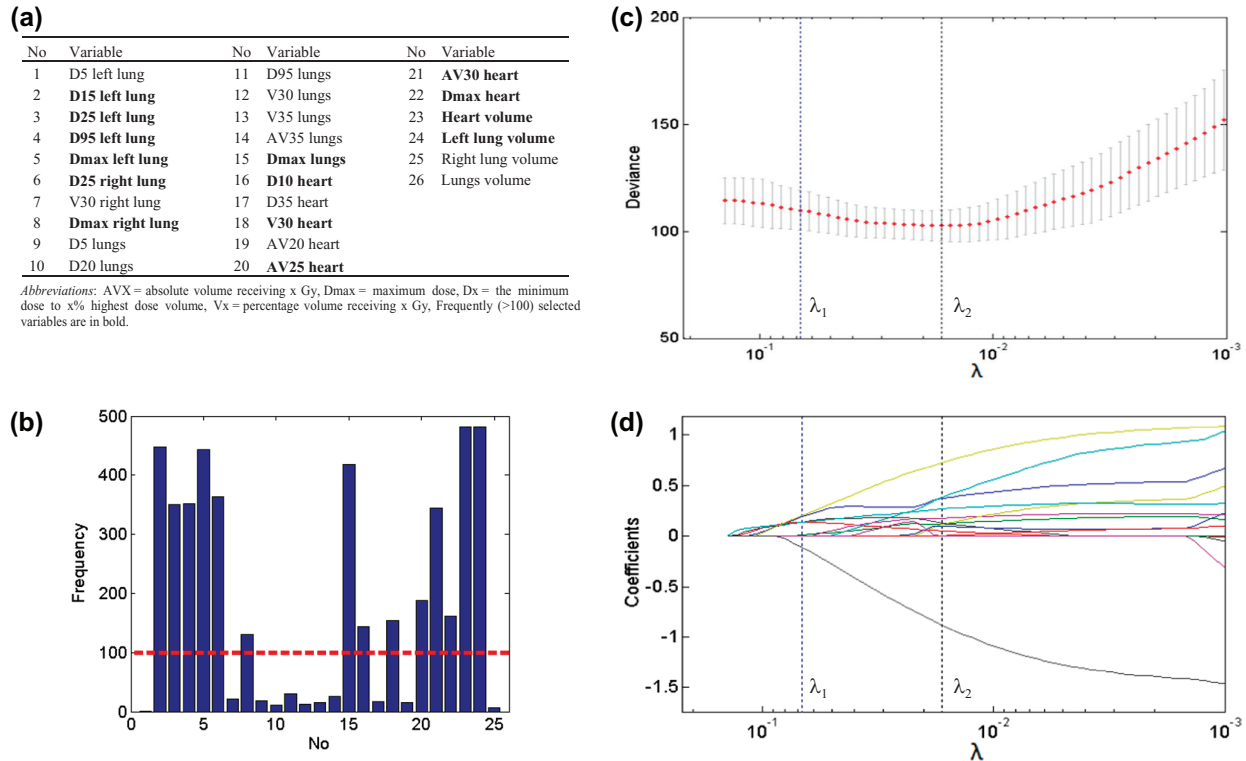 (a)
No Variable No Variable No Variable
1 D5 left lung 11 D95 lungs 21 AV30 heart
2 D15 left lung 12 V30 lungs 22 Dmax heart
3 D25 left lung 13 V35 lungs 23 Heart volume
4 D95 left lung 14 AV35 lungs 24 Left lung volume
5 Dmax left lung 15 Dmax lungs 25 Right lung volume
6 D25 right lung 16 D10 heart 26 Lungs volume
7 V30 right lung 17 D35 heart
8 Dmax right lung 18 V30 heart
9 D5 lungs 19 AV20 heart
10 D20 lungs 20 AV25 heart
Abbreviations: AVX = absolute volume receiving x Gy, Dmax = maximum dose, Dx = the minimum
dose to x% highest dose volume, Vx = percentage volume receiving x Gy, Frequently (>100) selected
variables are in bold.
(b)
500
400
300
200
100
0
Frequency
0 5 10 15 20 25
No
(c)
200
150
100
50
Deviance
λ1 λ2
10-1 10-2 10-3
λ
(d)
1
0.5
0
-0.5
-1
-1.5
Coefficients
λ1 λ2
10-1 10-2 10-3
λ